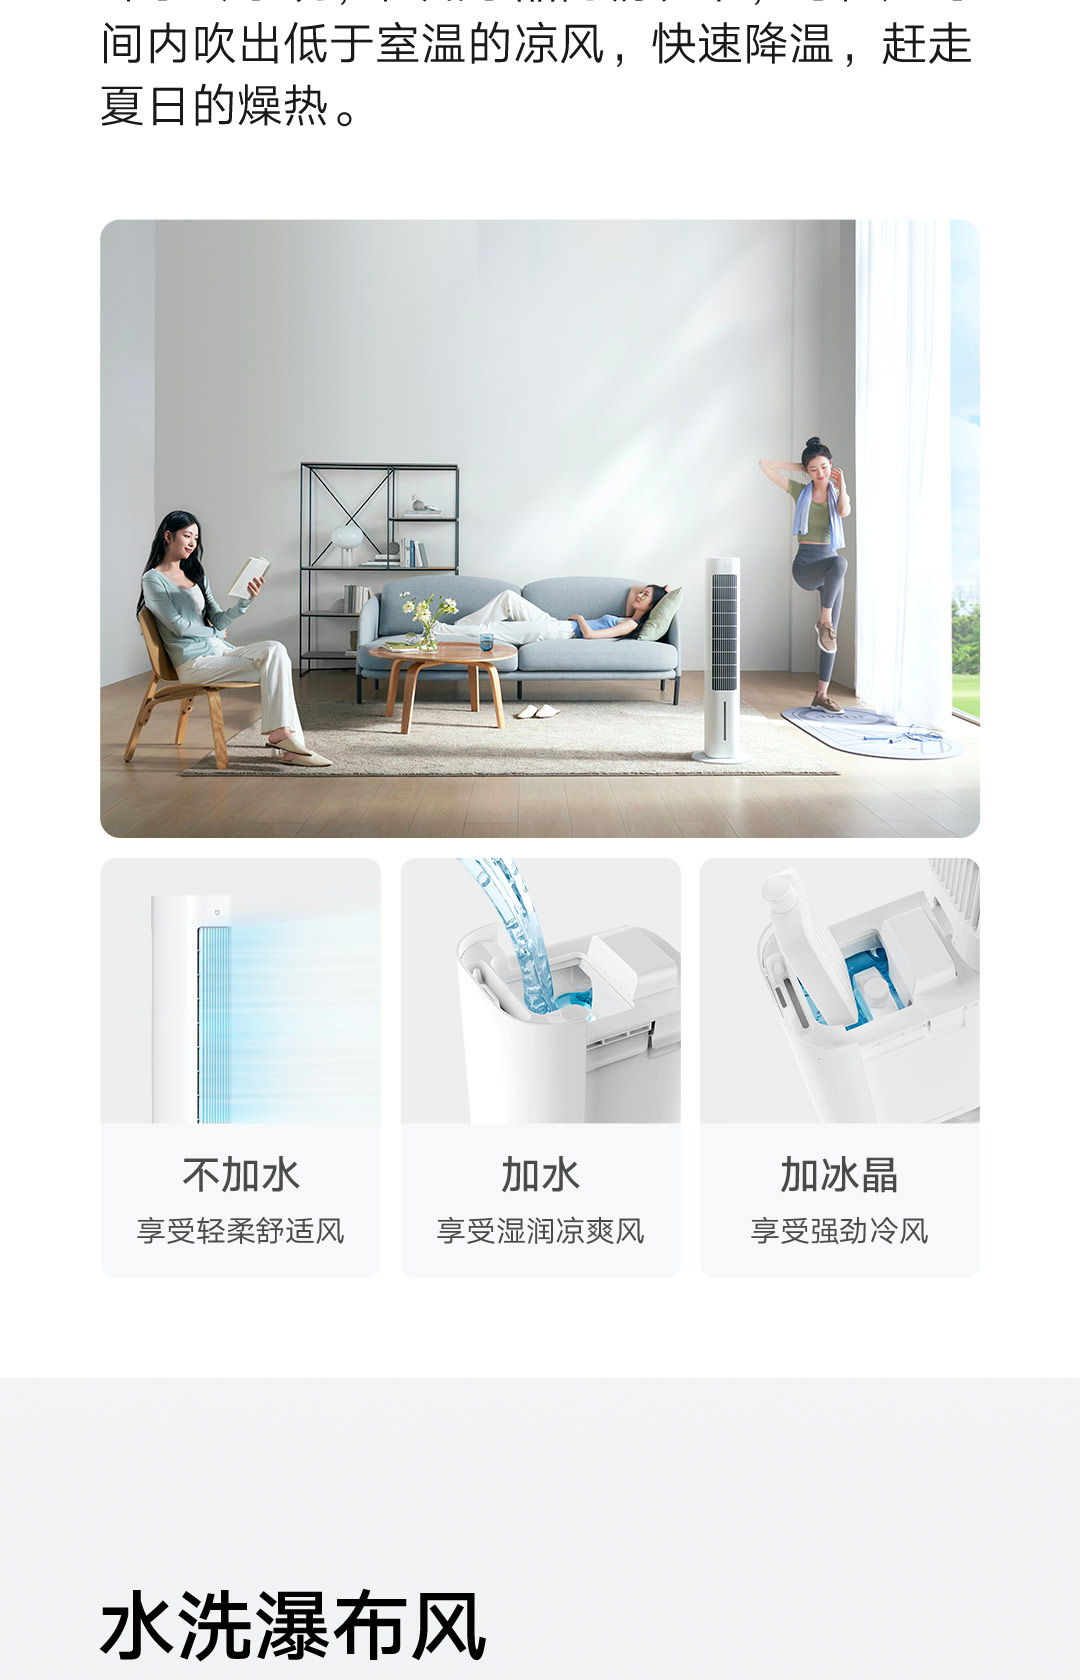 间内吹出低于室温的凉风，快速降温，赶走
夏日的燥热。
不加水
享受轻柔舒适风
加水
享受湿润凉爽风
加冰晶
享受强劲冷风
水洗瀑布风